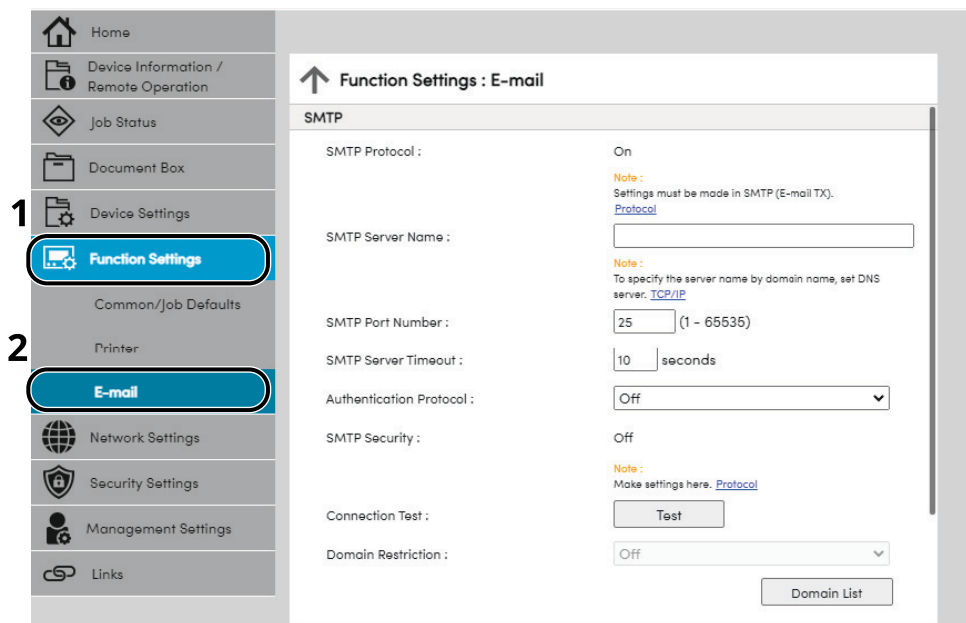 Home
Device Information /
Remote Operation
Job Status
Document Box
1
Device Settings
Function Settings
Common/Job Defaults
2
Printer
E-mail
Network Settings
Security Settings
Management Settings
Links
Function Settings : E-mail
SMTP
SMTP Protocol : On
Note :
Settings must be made in SMTP (E-mail TX).
Protocol
SMTP Server Name :
Note :
To specify the server name by domain name, set DNS
server. TCP/IP
SMTP Port Number : 25 (1 - 65535)
SMTP Server Timeout : 10 seconds
Authentication Protocol : Off
SMTP Security : Off
Note :
Make settings here. Protocol
Connection Test : Test
Domain Restriction : Off
Domain List